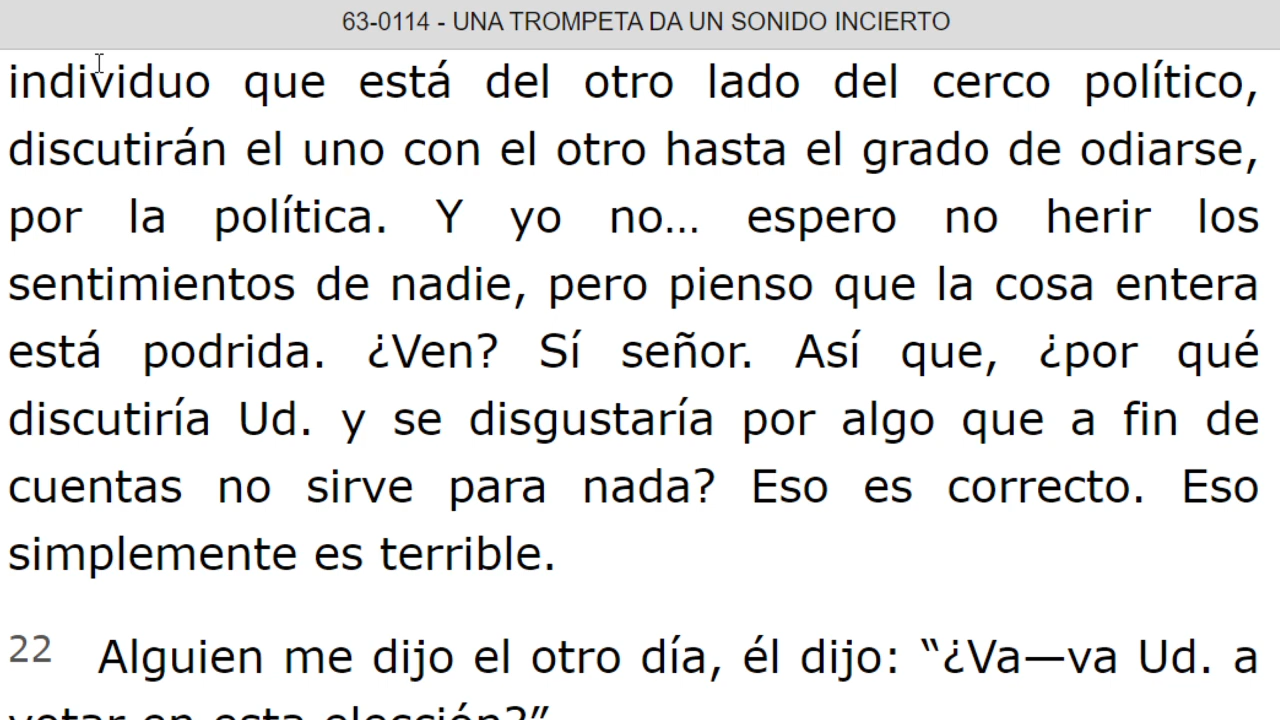 63-0114 - UNA TROMPETA DA UN SONIDO INCIERTO
individuo que está del otro lado del cerco político,
discutirán el uno con el otro hasta el grado de odiarse,
por la política. Y yo no… espero no herir los
sentimientos de nadie, pero pienso que la cosa entera
está podrida. ¿Ven? Sí señor. Así que, ¿por qué
discutiría Ud. y se disgustaría por algo que a fin de
cuentas no sirve para nada? Eso es correcto. Eso
simplemente es terrible.
22 Alguien me dijo el otro día, él dijo: “¿Va—va Ud. a
votar en esta elección?”